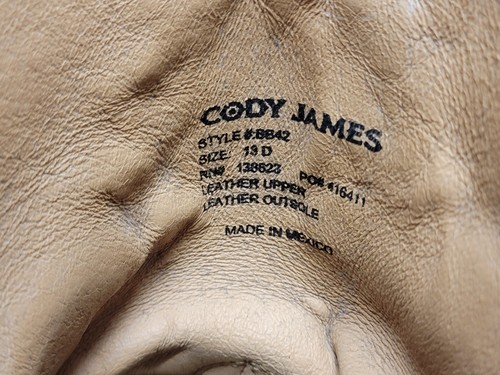 CODY JAMES
STYLE #:BB42
SIZE: 13 D
RN# 138623 PO# 416411
LEATHER UPPER
LEATHER OUTSOLE
MADE IN MEXICO